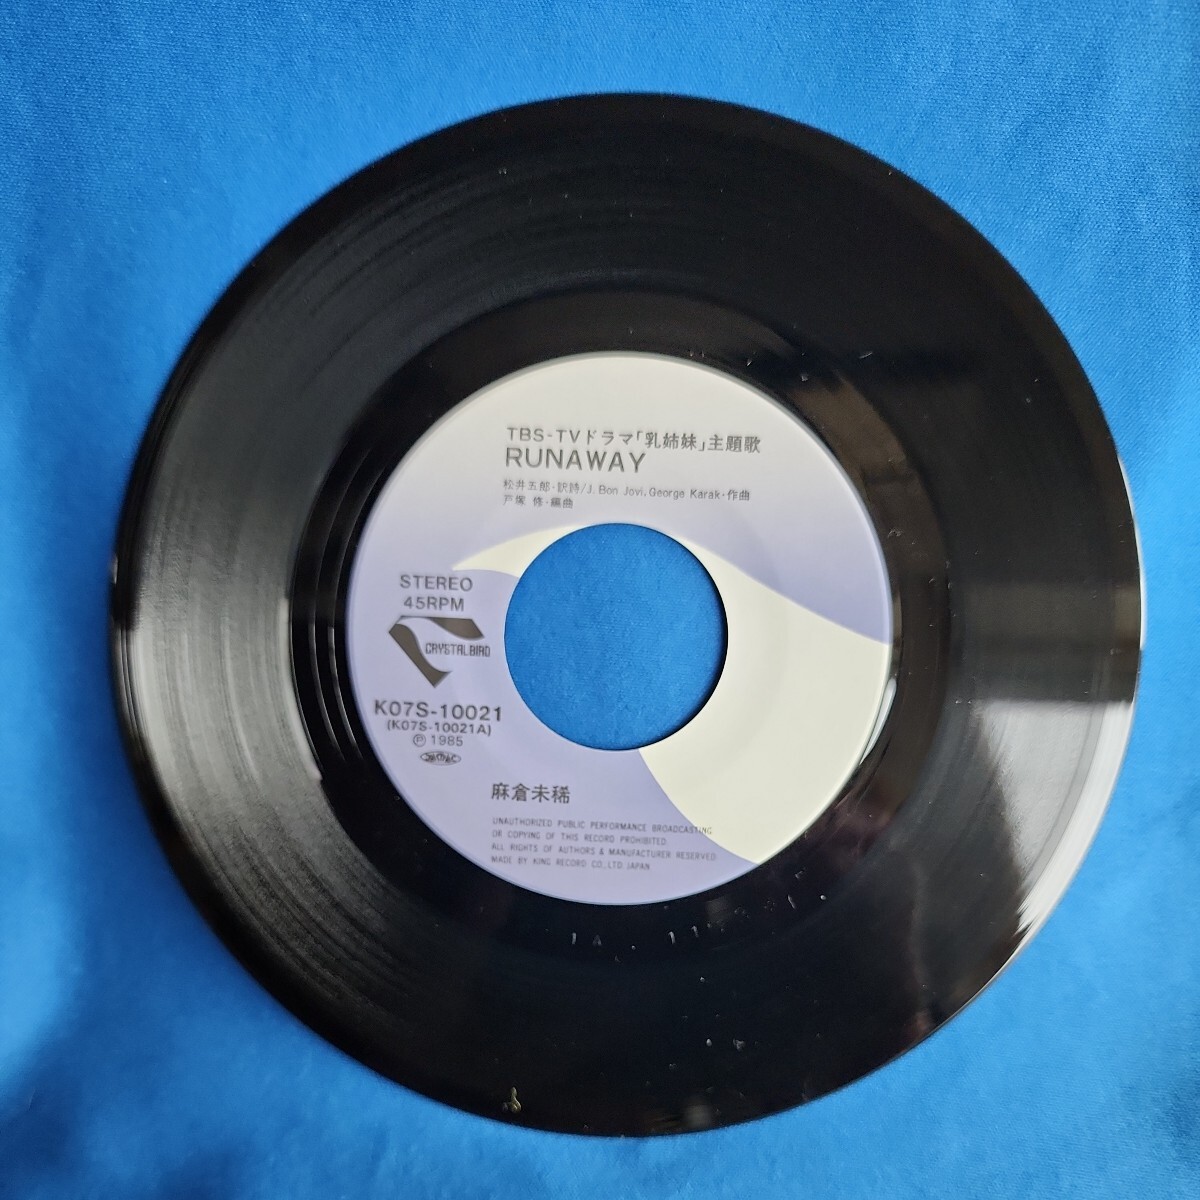 TBS-TVドラマ「乳姉妹」主題歌
RUNAWAY
松井五郎・訳詩/J. Bon Jovi. George Karak・作曲
戸塚 修・編曲
STEREO
45RPM
CRYSTALBIRD
K07S-10021
(K07S-10021A)
Ⓟ 1985
麻倉未稀
UNAUTHORIZED PUBLIC PERFORMANCE BROADCASTING
OR COPYING OF THIS RECORD PROHIBITED.
ALL RIGHTS OF AUTHORS & MANUFACTURER RESERVED.
MADE BY KING RECORD CO., LTD. JAPAN